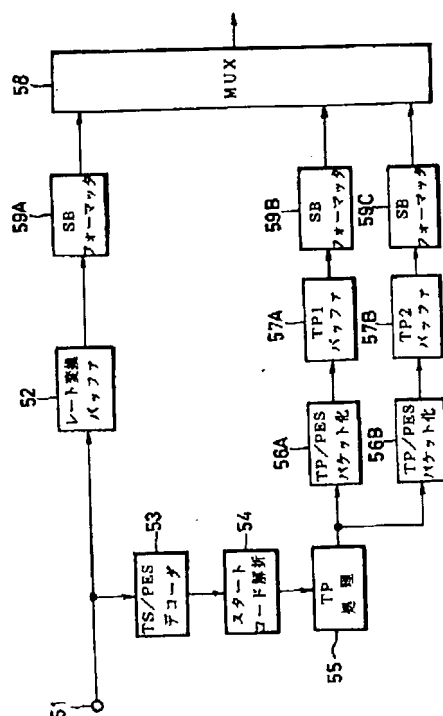 51
52
レート変換
バッファ
59A
SB
フォーマッタ
58
MUX
53
TS/PES
デコーダ
54
スタート
コード解析
55
TP
処理
56A
TP/PES
パケット化
57A
TP1
バッファ
59B
SB
フォーマッタ
56B
TP/PES
パケット化
57B
TP2
バッファ
59C
SB
フォーマッタ